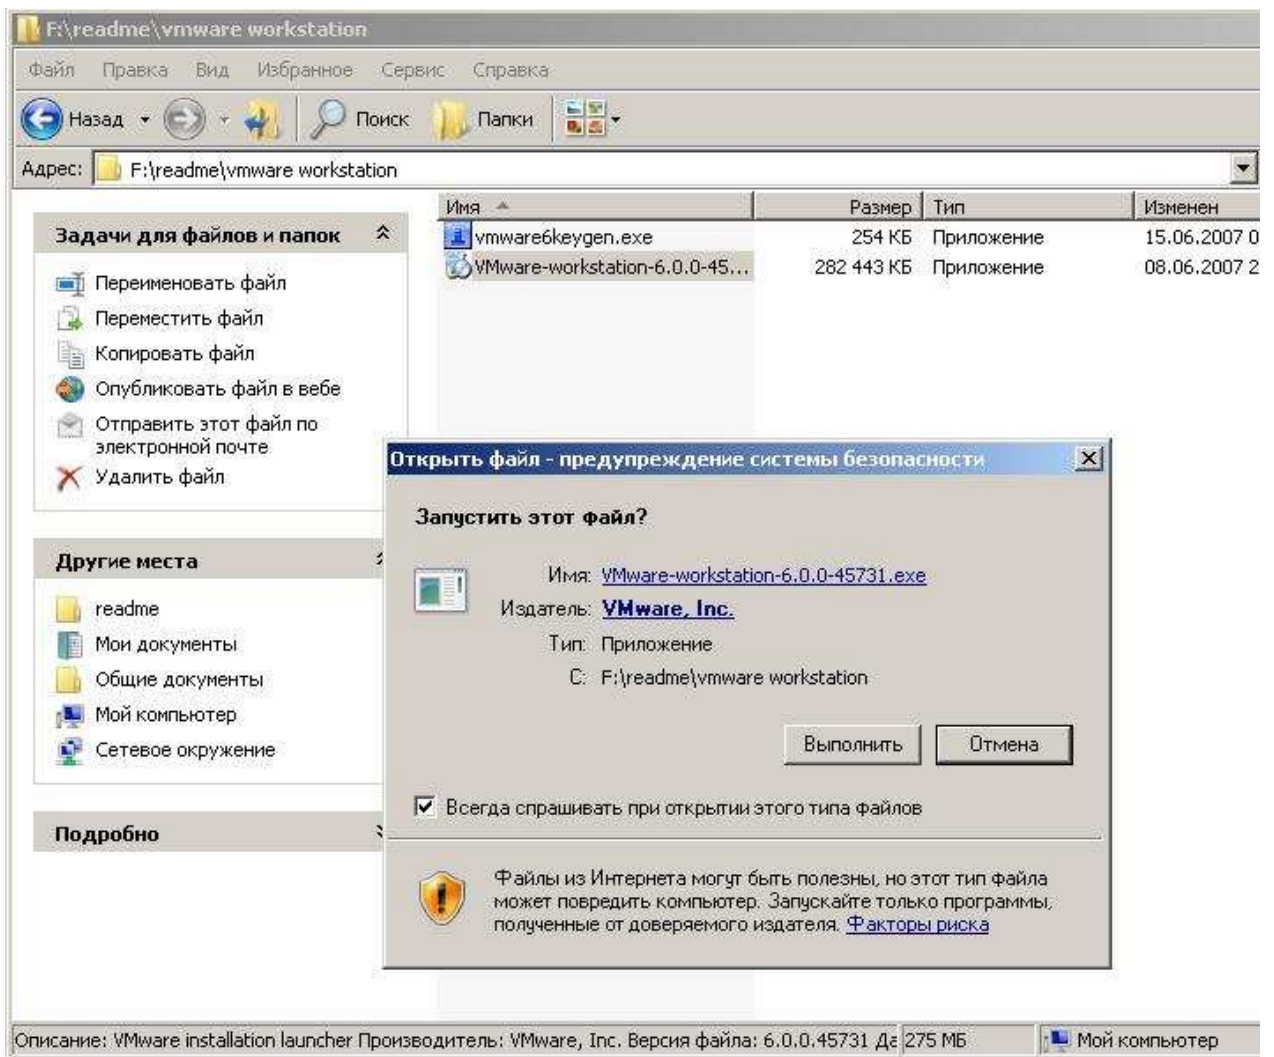 F:\readme\vmware workstation
Файл Правка Вид Избранное Сервис Справка
Назад Поиск Папки
Адрес: F:\readme\vmware workstation
Имя Размер Тип Изменен
vmware6keygen.exe 254 КБ Приложение 15.06.2007 0
VMware-workstation-6.0.0-45... 282 443 КБ Приложение 08.06.2007 2
Задачи для файлов и папок
Переименовать файл
Переместить файл
Копировать файл
Опубликовать файл в вебе
Отправить этот файл по
электронной почте
Удалить файл
Другие места
readme
Мои документы
Общие документы
Мой компьютер
Сетевое окружение
Подробно
Открыть файл - предупреждение системы безопасности
Запустить этот файл?
Имя: VMware-workstation-6.0.0-45731.exe
Издатель: VMware, Inc.
Тип: Приложение
С: F:\readme\vmware workstation
Выполнить Отмена
Всегда спрашивать при открытии этого типа файлов
Файлы из Интернета могут быть полезны, но этот тип файла
может повредить компьютер. Запускайте только программы,
полученные от доверяемого издателя. Факторы риска
Описание: VMware installation launcher Производитель: VMware, Inc. Версия файла: 6.0.0.45731 Да 275 МБ Мой компьютер